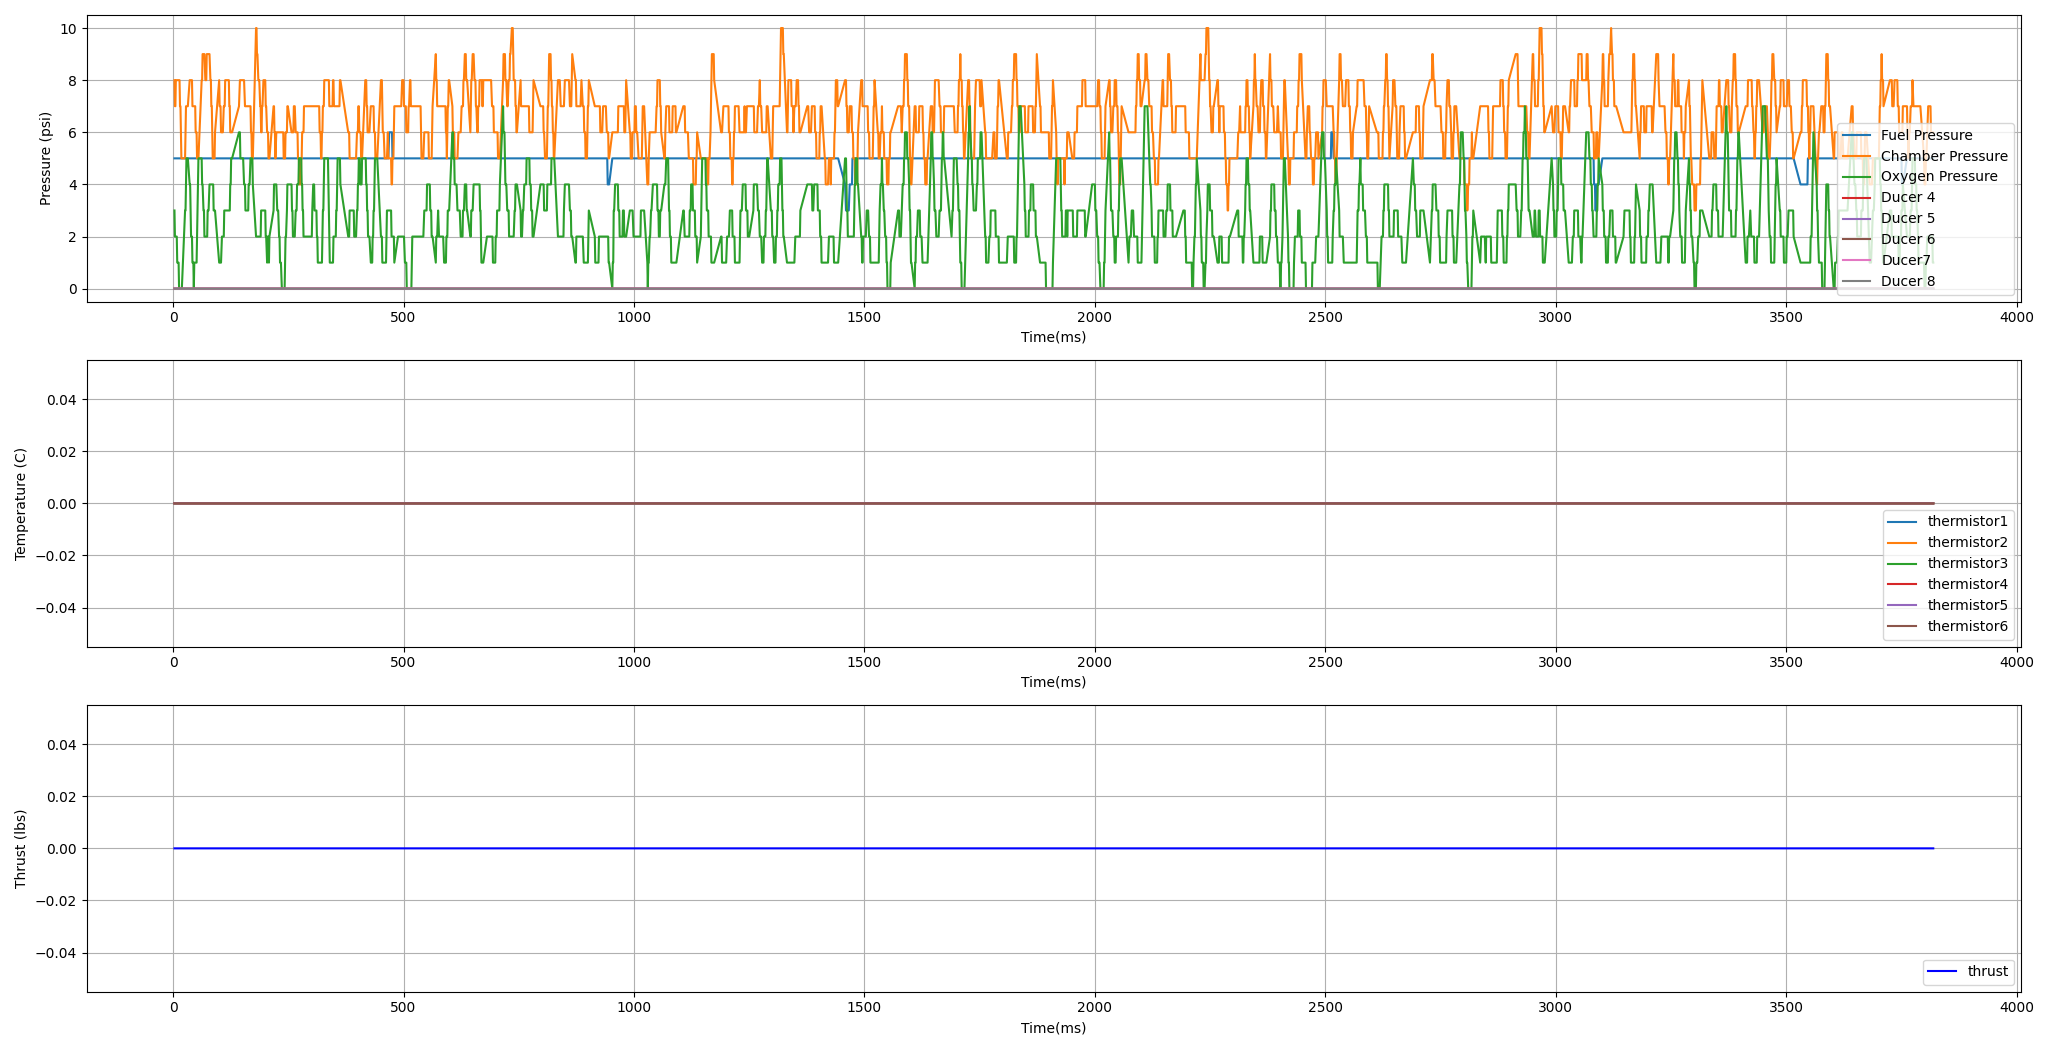 10
8
6
4
2
0
Pressure (psi)
Fuel Pressure
Chamber Pressure
Oxygen Pressure
Ducer 4
Ducer 5
Ducer 6
Ducer7
Ducer 8
0 500 1000 1500 2000 2500 3000 3500 4000
Time(ms)
0.04
0.02
0.00
−0.02
−0.04
Temperature (C)
thermistor1
thermistor2
thermistor3
thermistor4
thermistor5
thermistor6
0 500 1000 1500 2000 2500 3000 3500 4000
Time(ms)
0.04
0.02
0.00
−0.02
−0.04
Thrust (lbs)
thrust
0 500 1000 1500 2000 2500 3000 3500 4000
Time(ms)